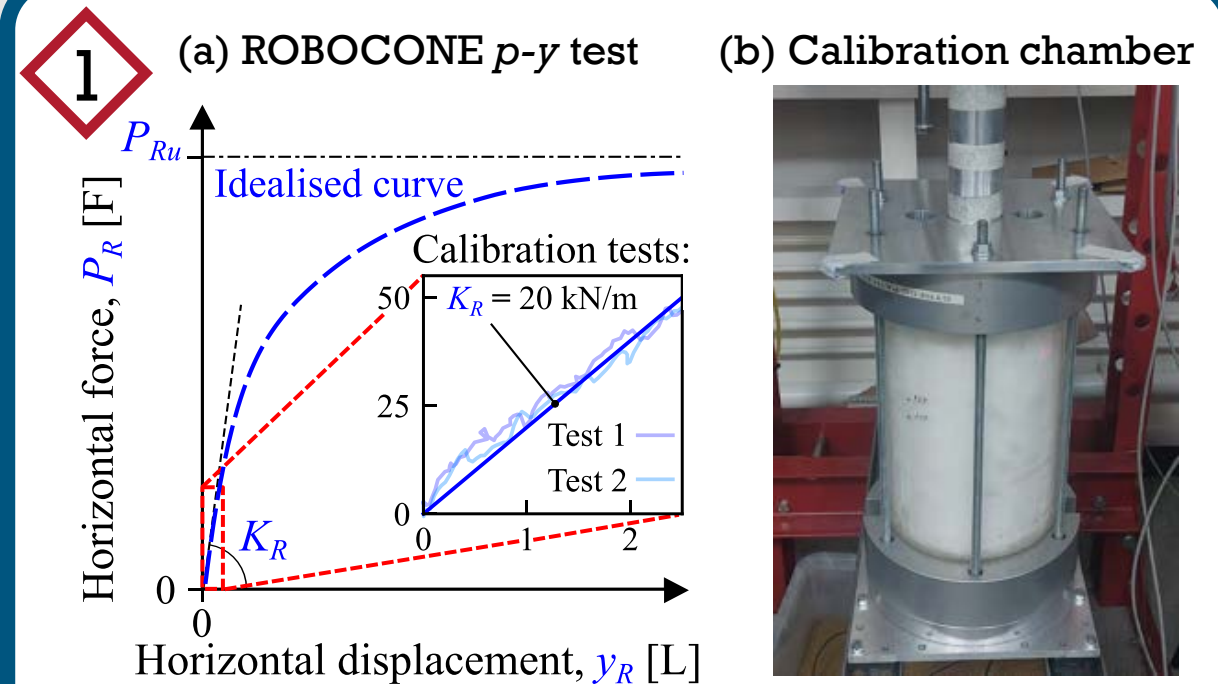 1
(a) ROBOCONE p-y test
(b) Calibration chamber
P_Ru
Idealised curve
Horizontal force, P_R [F]
Calibration tests:
50
K_R = 20 kN/m
25
Test 1
Test 2
0
0
1
2
K_R
0
0
Horizontal displacement, y_R [L]